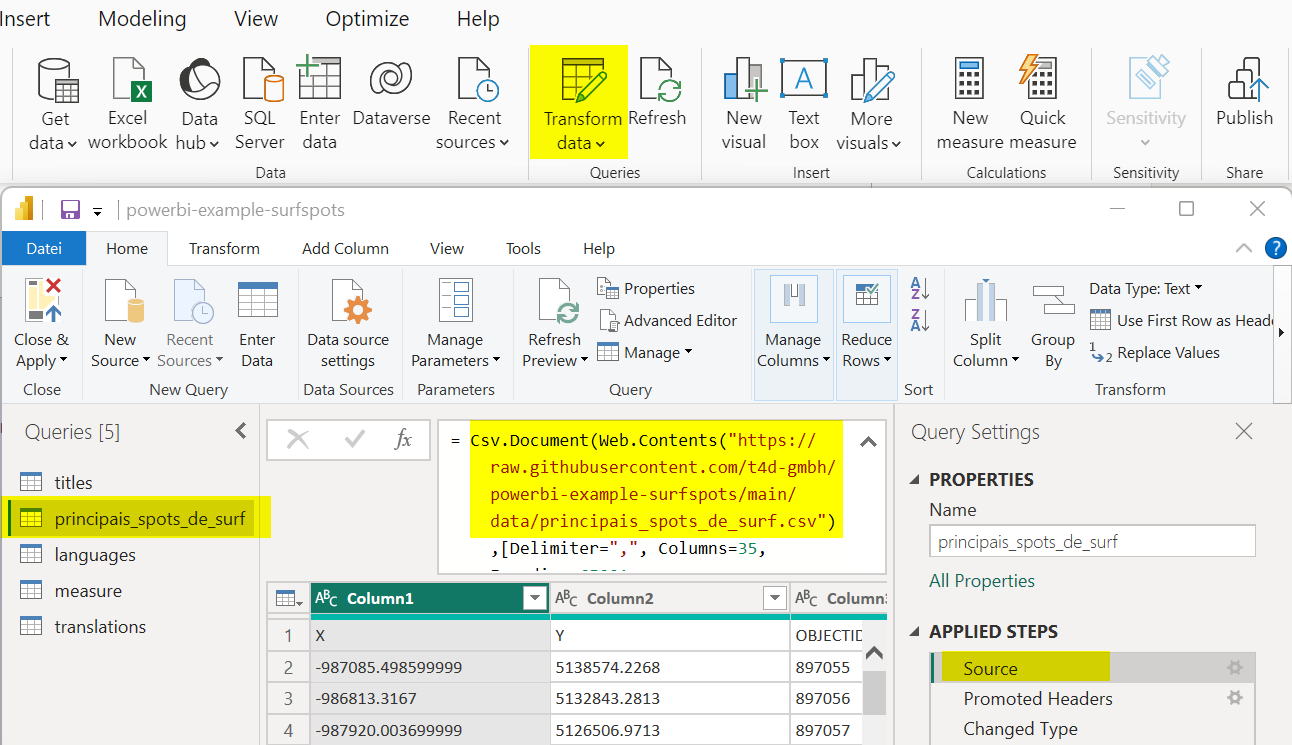 Insert Modeling View Optimize Help
Get data
Excel workbook
Data hub
SQL Server
Enter data
Dataverse
Recent sources
Transform data
Refresh
New visual
Text box
More visuals
New measure
Quick measure
Sensitivity
Publish
Data Queries Insert Calculations Sensitivity Share
powerbi-example-surfspots
Datei Home Transform Add Column View Tools Help
Close & Apply
New Source
Recent Sources
Enter Data
Data source settings
Manage Parameters
Refresh Preview
Properties
Advanced Editor
Manage
Manage Columns
Reduce Rows
Split Column
Group By
Data Type: Text
Use First Row as Heade
Replace Values
Close New Query Data Sources Parameters Query Sort Transform
Queries [5]
titles
principais_spots_de_surf
languages
measure
translations
fx
= Csv.Document(Web.Contents("https://
raw.githubusercontent.com/t4d-gmbh/
powerbi-example-surfspots/main/
data/principais_spots_de_surf.csv")
,[Delimiter=",", Columns=35,
Column1 Column2 Column3
1 X Y OBJECTID
2 -987085.498599999 5138574.2268 897055
3 -986813.3167 5132843.2813 897056
4 -987920.003699999 5126506.9713 897057
Query Settings
PROPERTIES
Name
principais_spots_de_surf
All Properties
APPLIED STEPS
Source
Promoted Headers
Changed Type